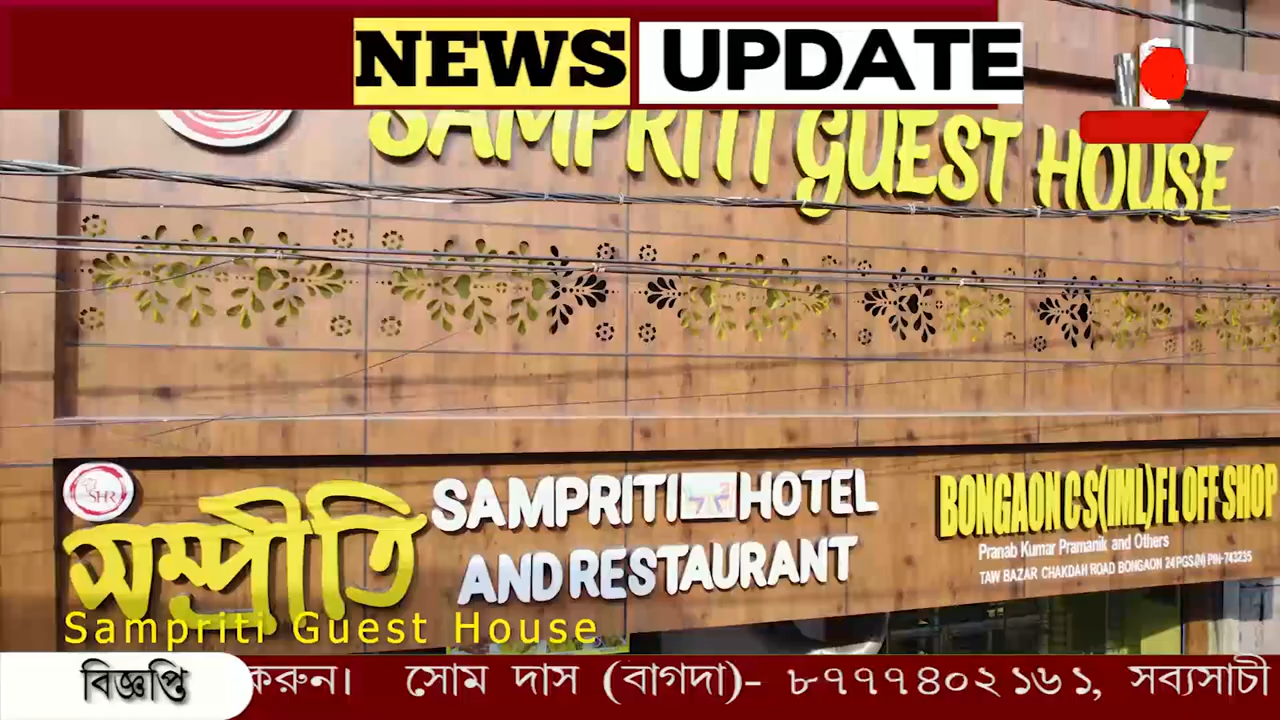 NEWS UPDATE
SAMPRITI GUEST HOUSE
SHR
সম্প্রীতি
SAMPRITI HOTEL
AND RESTAURANT
BONGAON C S(IML) F L OFF SHOP
Pranab Kumar Pramanik and Others
TAW BAZAR CHAKDAH ROAD BONGAON 24 PGS(N) PIN-743235
Sampriti Guest House
বিজ্ঞপ্তি
করুন। সোম দাস (বাগদা)- ৮৭৭৭৪০২১৬১, সব্যসাচী